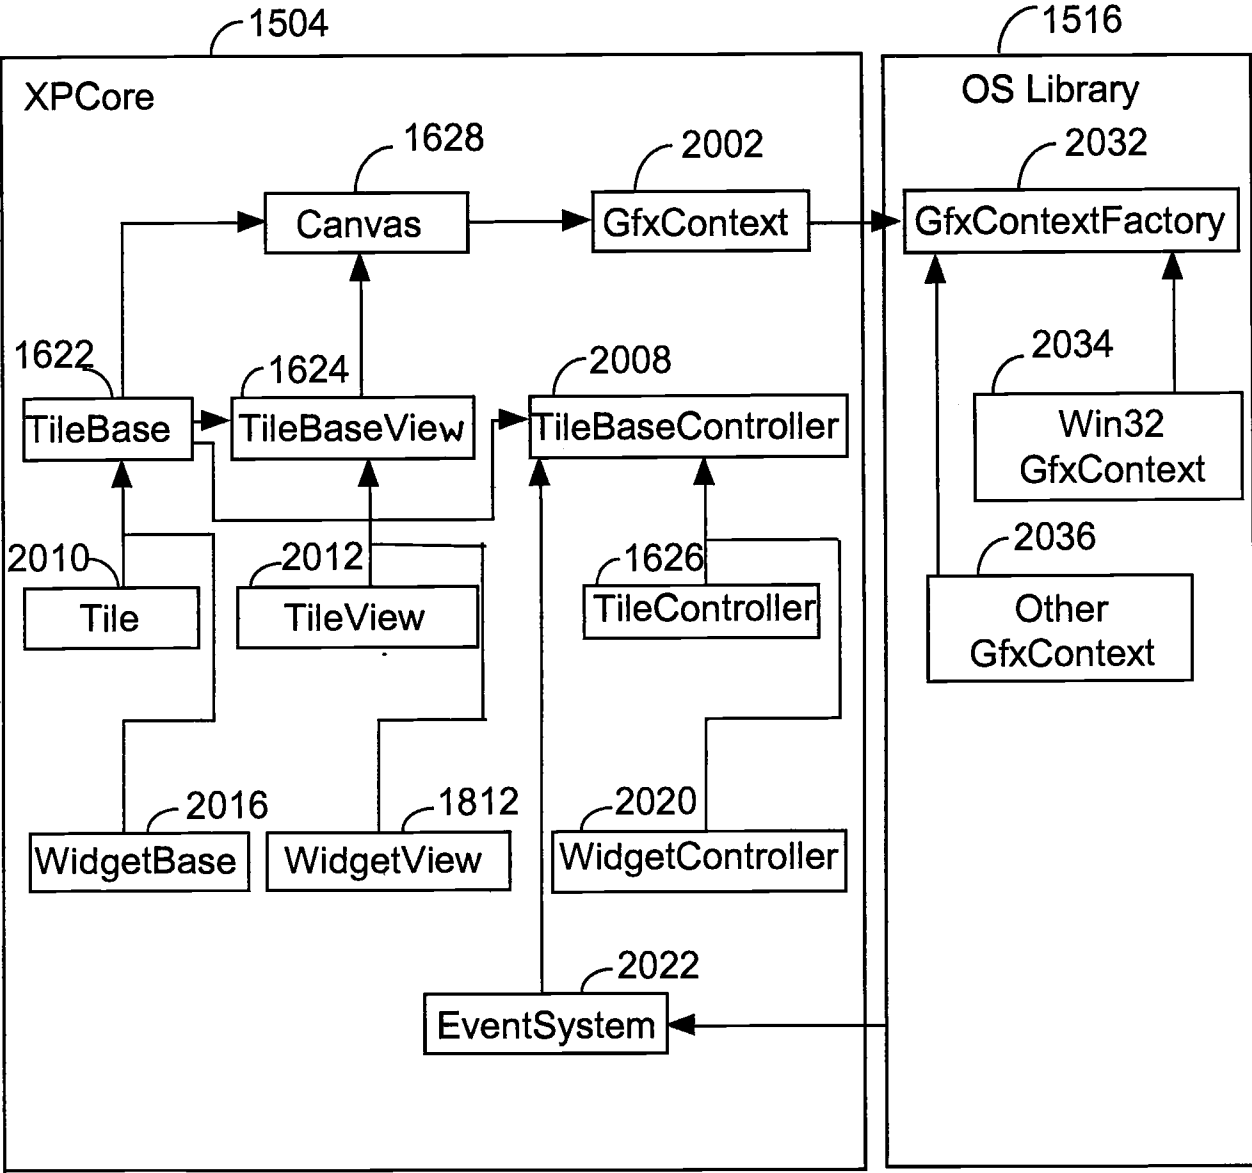 1504
1516
XPCore
OS Library
1628
2002
2032
Canvas
GfxContext
GfxContextFactory
1622
1624
2008
2034
TileBase
TileBaseView
TileBaseController
Win32
GfxContext
2010
2012
1626
2036
Tile
TileView
TileController
Other
GfxContext
2016
1812
2020
WidgetBase
WidgetView
WidgetController
2022
EventSystem